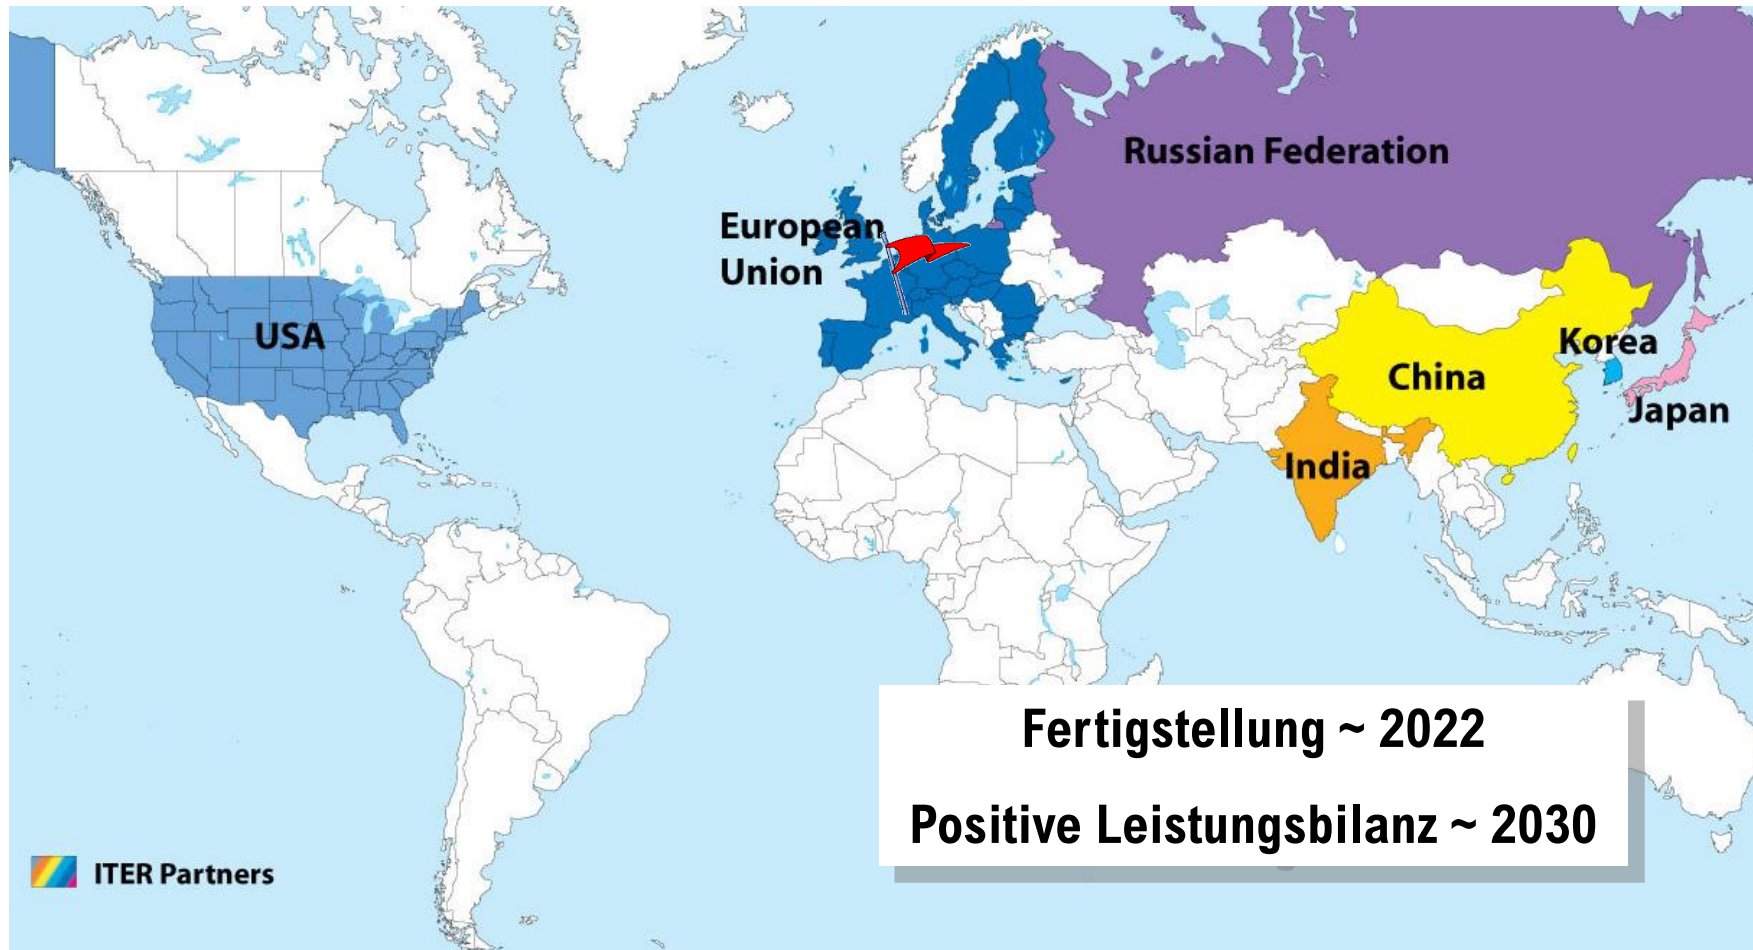 Russian Federation
European
Union
USA
Korea
China
Japan
India
Fertigstellung ~ 2022
Positive Leistungsbilanz ~ 2030
ITER Partners